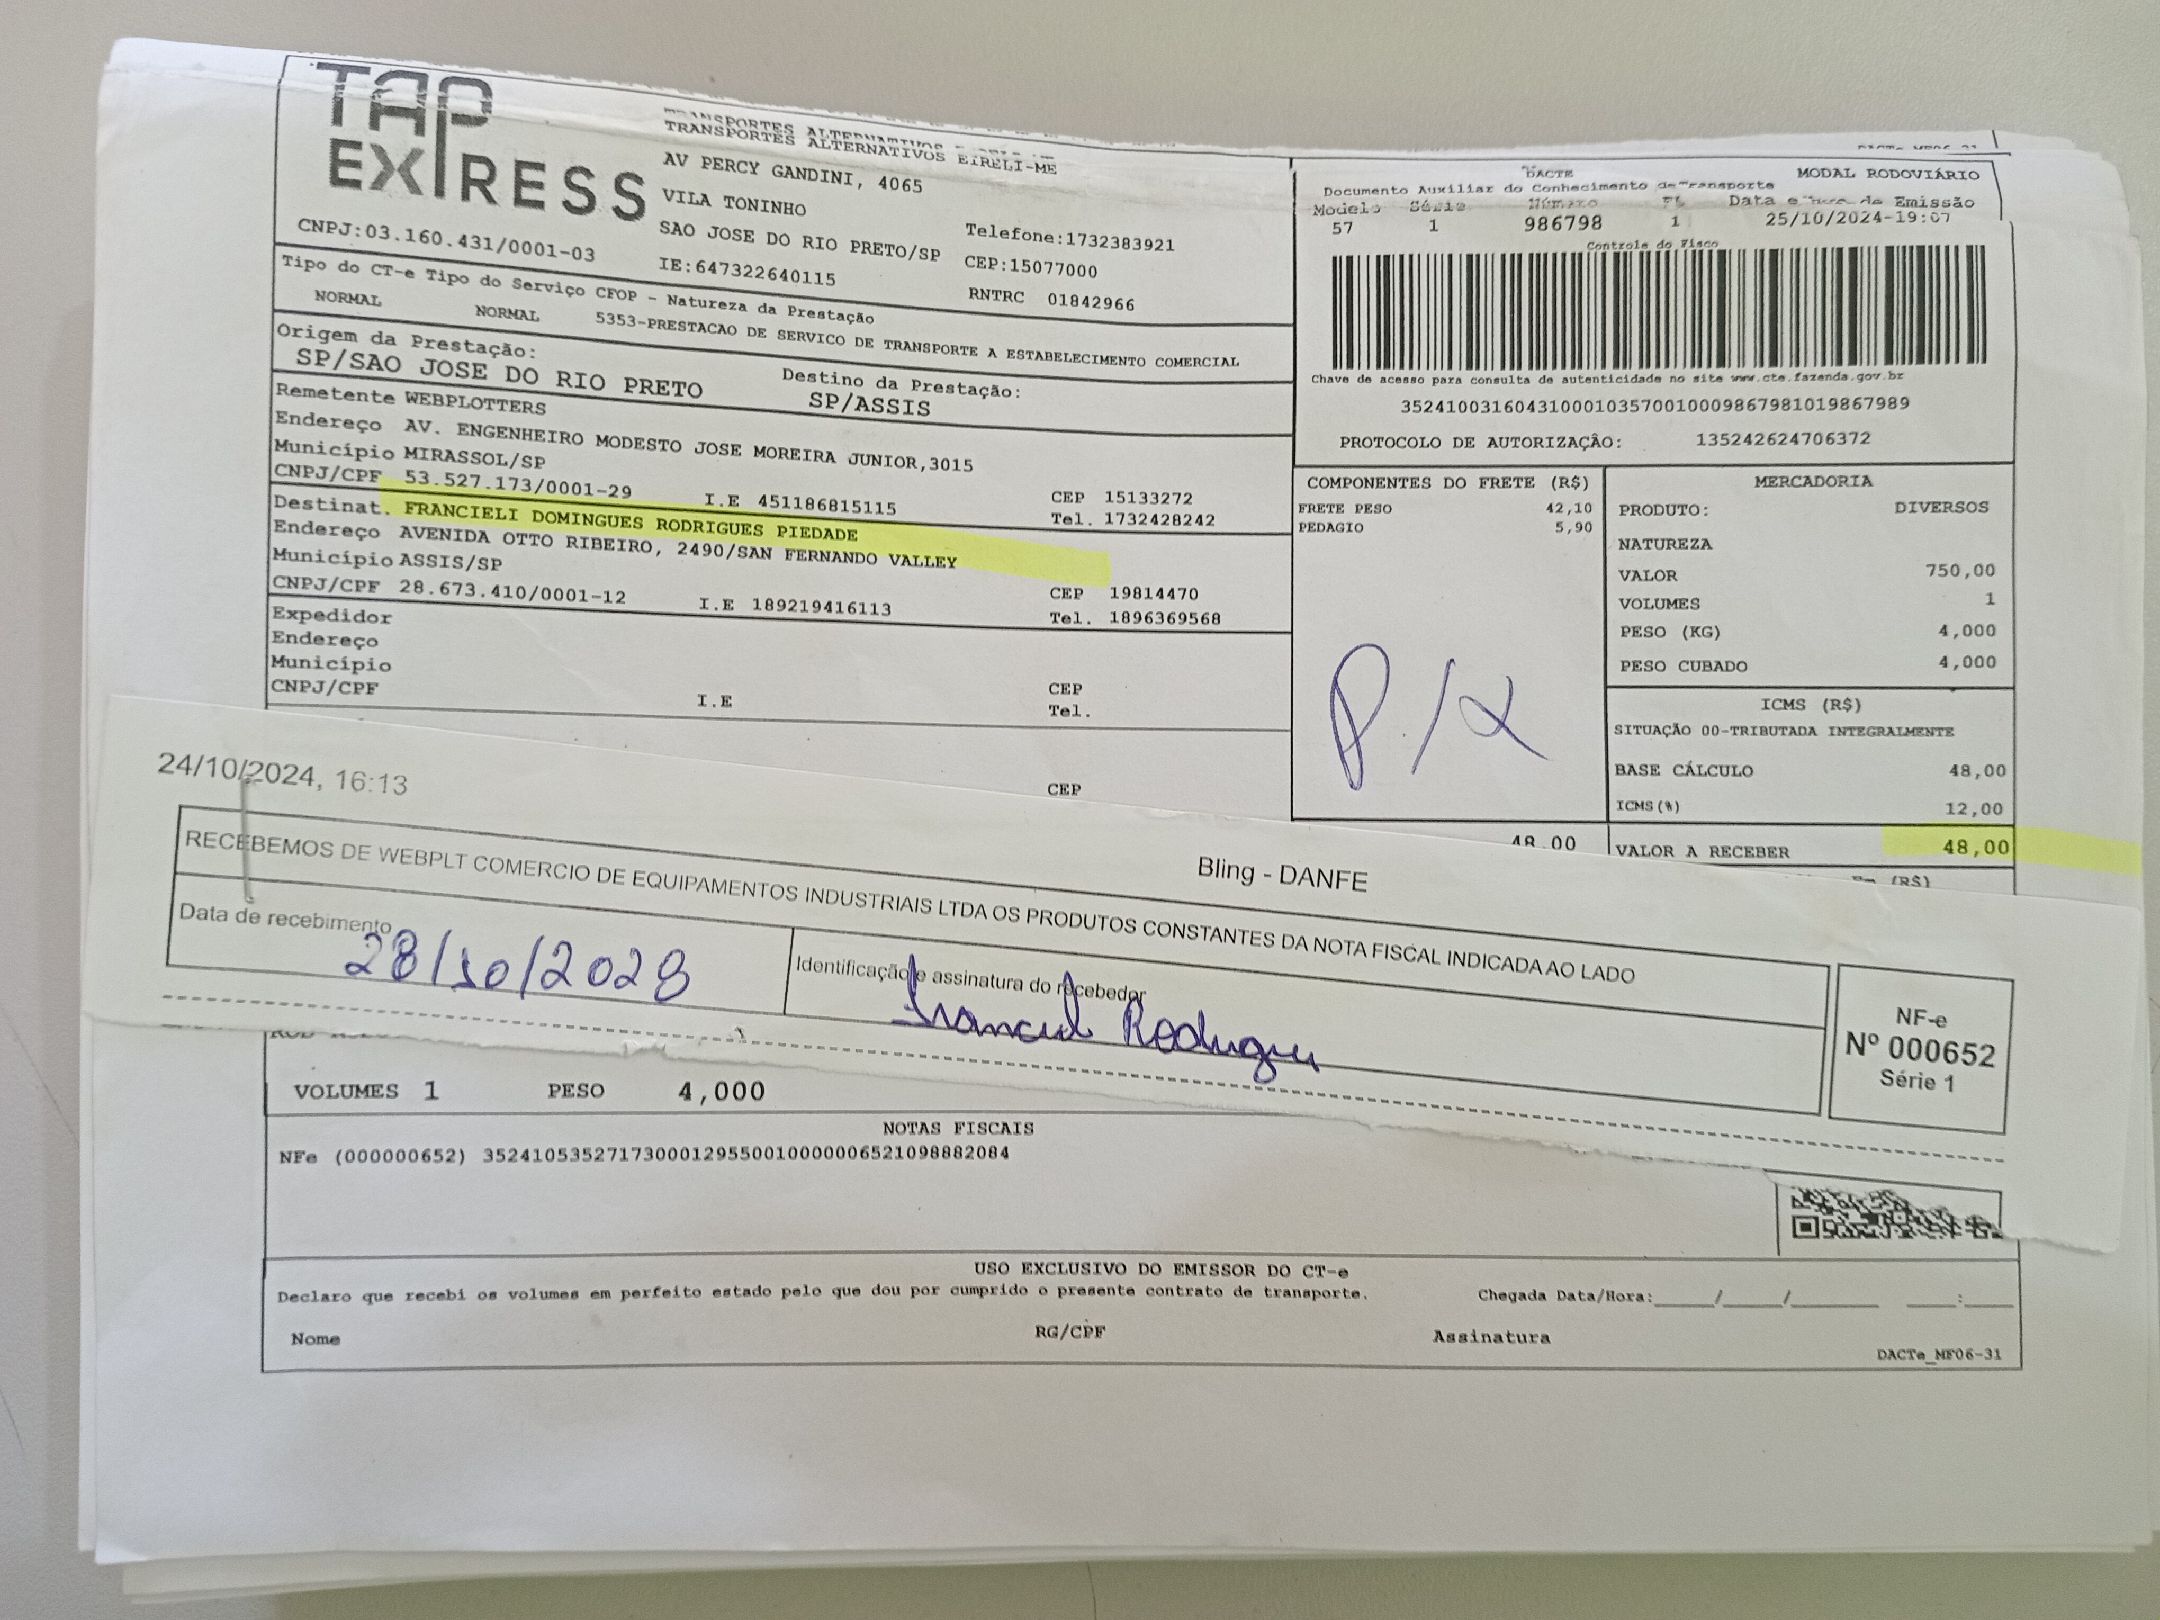 TAP
EXPRESS
TRANSPORTES ALTERNATIVOS
TRANSPORTES ALTERNATIVOS EIRELI-ME
AV PERCY GANDINI, 4065
VILA TONINHO
SAO JOSE DO RIO PRETO/SP
Telefone:1732383921
CNPJ:03.160.431/0001-03
IE:647322640115
CEP:15077000
RNTRC 01842966
Tipo do CT-e Tipo do Serviço CFOP - Natureza da Prestação
NORMAL NORMAL 5353-PRESTACAO DE SERVICO DE TRANSPORTE A ESTABELECIMENTO COMERCIAL
Origem da Prestação:
SP/SAO JOSE DO RIO PRETO
Destino da Prestação:
SP/ASSIS
Remetente WEBPLOTTERS
Endereço AV. ENGENHEIRO MODESTO JOSE MOREIRA JUNIOR,3015
Município MIRASSOL/SP
CNPJ/CPF 53.527.173/0001-29 I.E 451186815115
CEP 15133272
Tel. 1732428242
Destinat. FRANCIELI DOMINGUES RODRIGUES PIEDADE
Endereço AVENIDA OTTO RIBEIRO, 2490/SAN FERNANDO VALLEY
Município ASSIS/SP
CNPJ/CPF 28.673.410/0001-12 I.E 189219416113
CEP 19814470
Tel. 1896369568
Expedidor
Endereço
Município
CNPJ/CPF I.E
CEP
Tel.
CEP
DACTE MODAL RODOVIÁRIO
Documento Auxiliar do Conhecimento de Transporte
Modelo Série Número FL Data e Hora de Emissão
57 1 986798 1 25/10/2024-19:07
Controle do Fisco
Chave de acesso para consulta de autenticidade no site www.cte.fazenda.gov.br
35241003160431000103570010009867981019867989
PROTOCOLO DE AUTORIZAÇÃO: 135242624706372
COMPONENTES DO FRETE (R$)
FRETE PESO 42,10
PEDAGIO 5,90
MERCADORIA
PRODUTO: DIVERSOS
NATUREZA
VALOR 750,00
VOLUMES 1
PESO (KG) 4,000
PESO CUBADO 4,000
ICMS (R$)
SITUAÇÃO 00-TRIBUTADA INTEGRALMENTE
BASE CÁLCULO 48,00
ICMS(%) 12,00
48,00
VALOR A RECEBER 48,00
(R$)
24/10/2024, 16:13
Bling - DANFE
RECEBEMOS DE WEBPLT COMERCIO DE EQUIPAMENTOS INDUSTRIAIS LTDA OS PRODUTOS CONSTANTES DA NOTA FISCAL INDICADA AO LADO
Data de recebimento
28/10/2028
Identificação e assinatura do recebedor
Rodrigues
NF-e
Nº 000652
Série 1
VOLUMES 1 PESO 4,000
NOTAS FISCAIS
NFe (000000652) 35241053527173000129550010000006521098882084
USO EXCLUSIVO DO EMISSOR DO CT-e
Declaro que recebi os volumes em perfeito estado pelo que dou por cumprido o presente contrato de transporte.
Chegada Data/Hora:____/____/______ ___:___
Nome RG/CPF Assinatura
DACTe_MF06-31